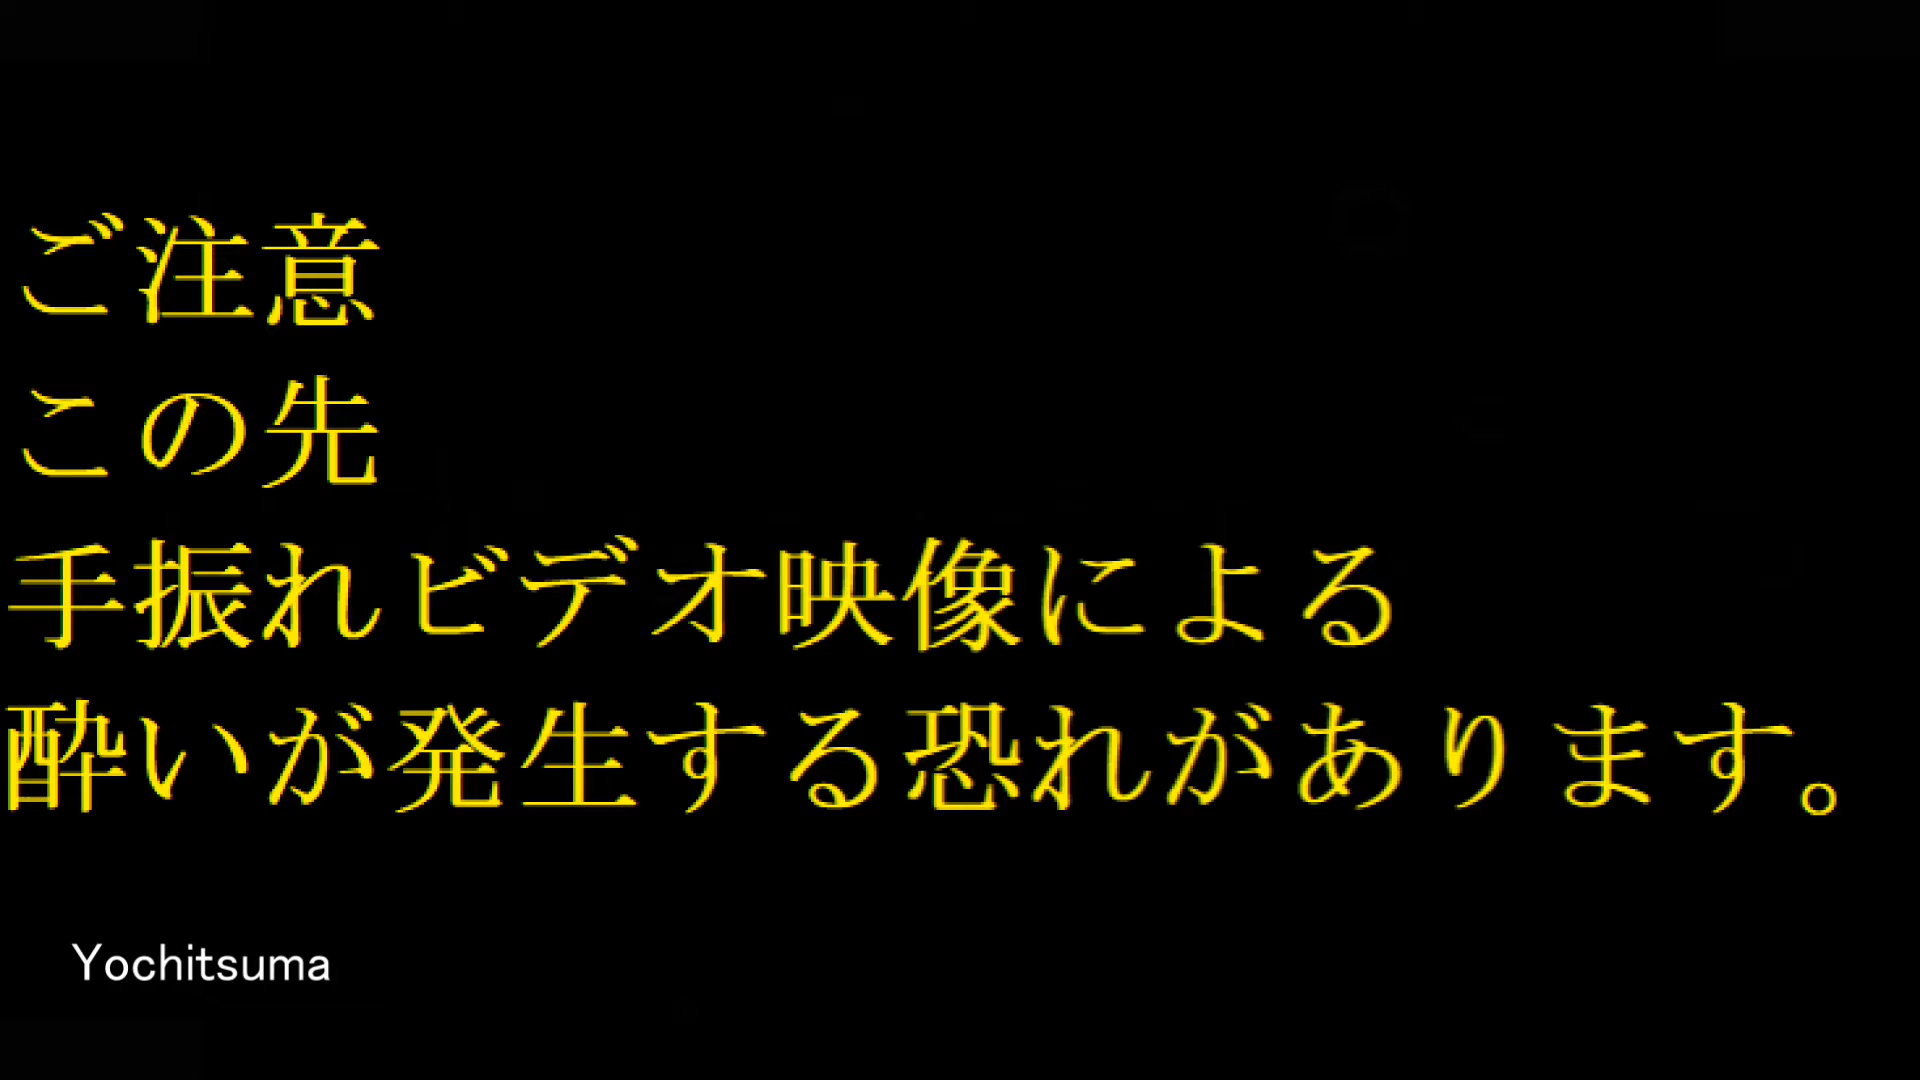 ご注意
この先
手振れビデオ映像による
酔いが発生する恐れがあります。
Yochitsuma